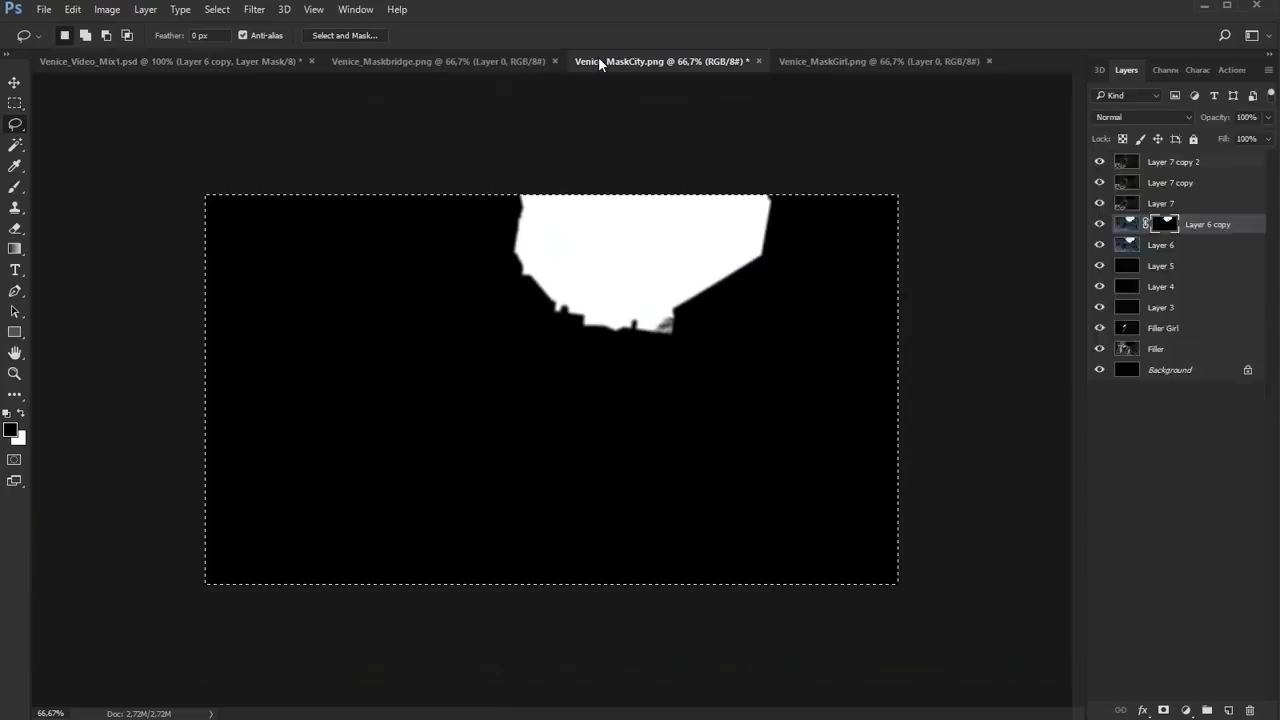 Ps File Edit Image Layer Type Select Filter 3D View Window Help
Feather: 0 px Anti-alias Select and Mask...
Venice_Video_Mix1.psd @ 100% (Layer 6 copy, Layer Mask/8) * × Venice_Maskbridge.png @ 66,7% (Layer 0, RGB/8#) × Venice_MaskCity.png @ 66,7% (RGB/8#) * × Venice_MaskGirl.png @ 66,7% (Layer 0, RGB/8#) ×
3D Layers Chann Charac Actions
Kind
Normal Opacity: 100%
Lock: Fill: 100%
Layer 7 copy 2
Layer 7 copy
Layer 7
Layer 6 copy
Layer 6
Layer 5
Layer 4
Layer 3
Filler Girl
Filler
Background
66,67% Doc: 2,72M/2,72M